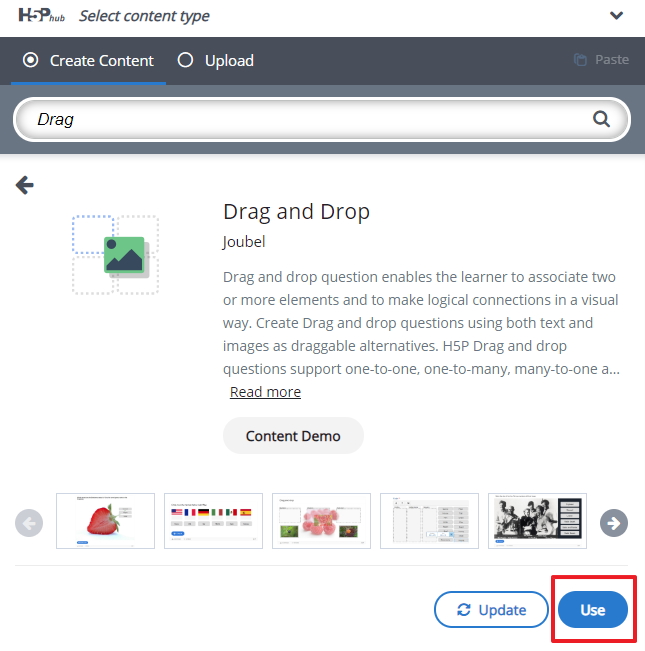 H5P hub Select content type
Create Content Upload Paste
Drag
Drag and Drop
Joubel
Drag and drop question enables the learner to associate two
or more elements and to make logical connections in a visual
way. Create Drag and drop questions using both text and
images as draggable alternatives. H5P Drag and drop
questions support one-to-one, one-to-many, many-to-one a...
Read more
Content Demo
Update Use